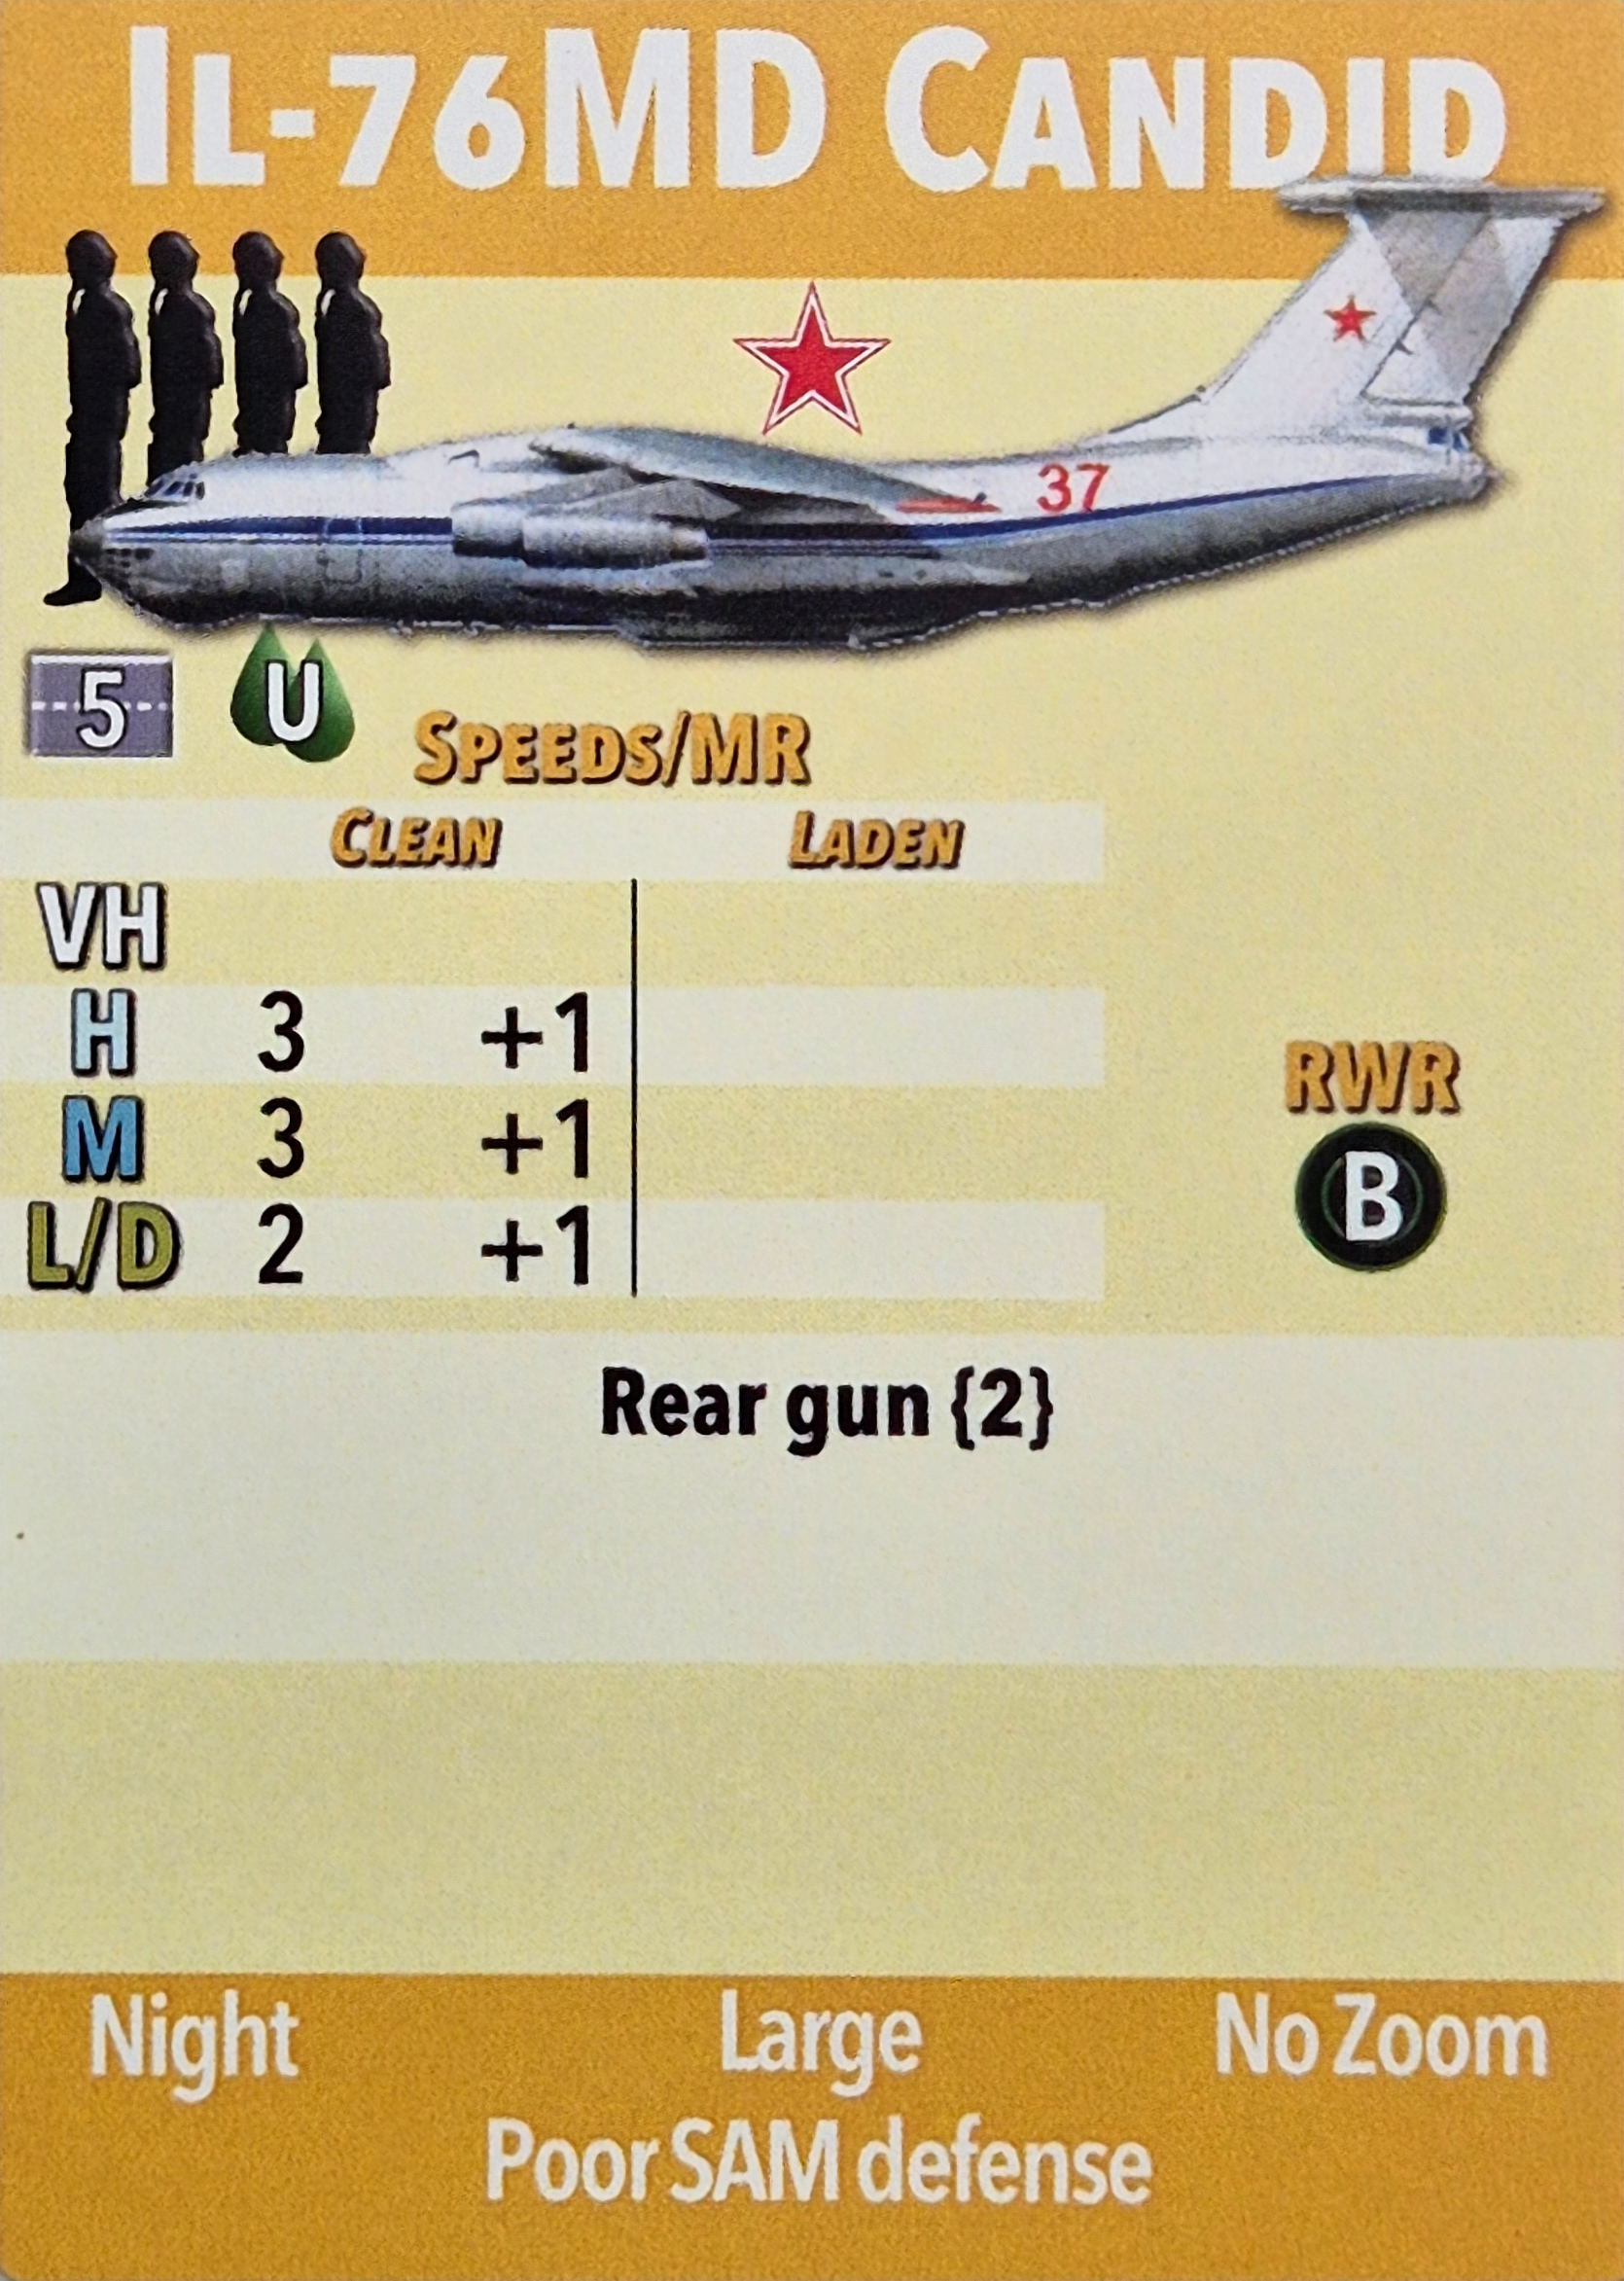 IL-76MD CANDID
37
5 U
SPEEDS/MR
CLEAN LADEN
VH
H 3 +1
RWR
M 3 +1
B
L/D 2 +1
Rear gun {2}
Night Large No Zoom
Poor SAM defense